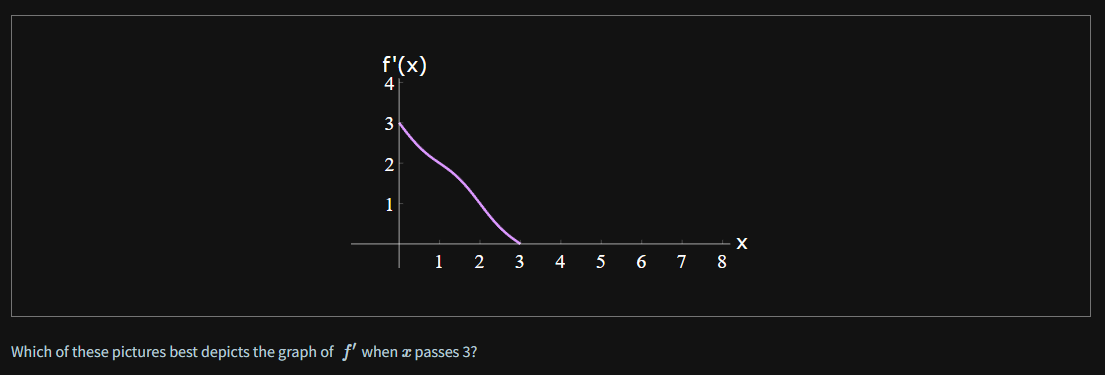 f'(x)
4
3
2
1
x
1 2 3 4 5 6 7 8
Which of these pictures best depicts the graph of f′ when x passes 3?